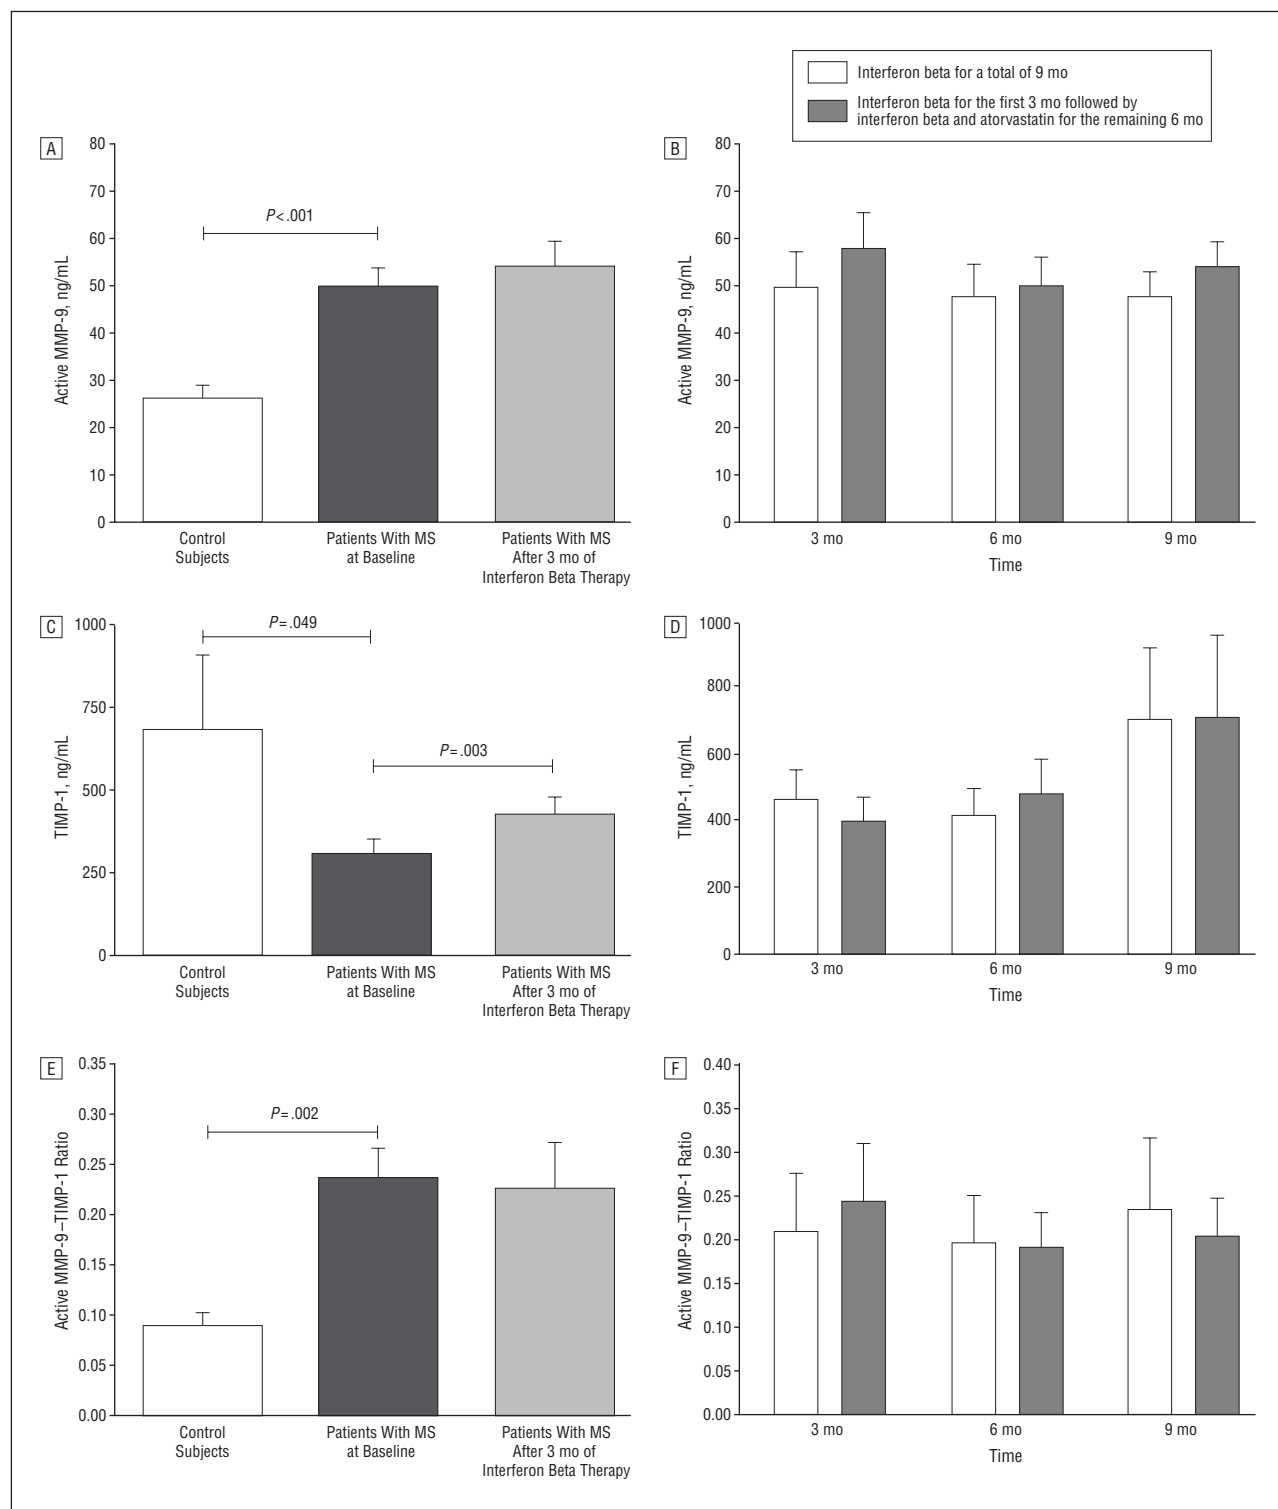 Interferon beta for a total of 9 mo
Interferon beta for the first 3 mo followed by
interferon beta and atorvastatin for the remaining 6 mo
A
80
70
60
50
40
30
20
10
0
Active MMP-9, ng/mL
P< .001
Control
Subjects
Patients With MS
at Baseline
Patients With MS
After 3 mo of
Interferon Beta Therapy
B
80
70
60
50
40
30
20
10
0
Active MMP-9, ng/mL
3 mo
6 mo
9 mo
Time
C
1000
750
500
250
0
TIMP-1, ng/mL
P= .049
P= .003
Control
Subjects
Patients With MS
at Baseline
Patients With MS
After 3 mo of
Interferon Beta Therapy
D
1000
800
600
400
200
0
TIMP-1, ng/mL
3 mo
6 mo
9 mo
Time
E
0.35
0.30
0.25
0.20
0.15
0.10
0.05
0.00
Active MMP-9–TIMP-1 Ratio
P= .002
Control
Subjects
Patients With MS
at Baseline
Patients With MS
After 3 mo of
Interferon Beta Therapy
F
0.40
0.35
0.30
0.25
0.20
0.15
0.10
0.05
0.00
Active MMP-9–TIMP-1 Ratio
3 mo
6 mo
9 mo
Time